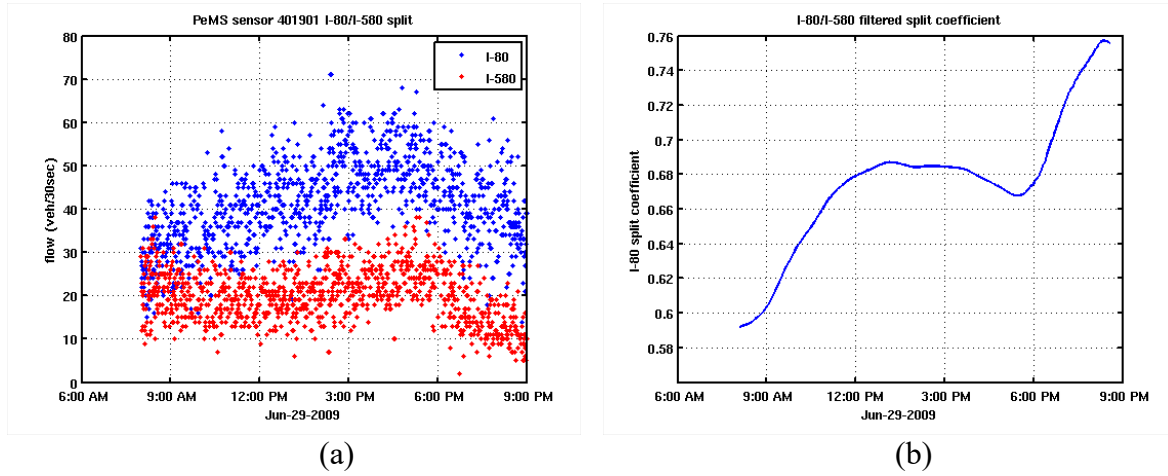 PeMS sensor 401901 I-80/I-580 split
80
70
60
50
40
30
20
10
0
flow (veh/30sec)
I-80
I-580
6:00 AM 9:00 AM 12:00 PM 3:00 PM 6:00 PM 9:00 PM
Jun-29-2009
(a)
I-80/I-580 filtered split coefficient
0.76
0.74
0.72
0.7
0.68
0.66
0.64
0.62
0.6
0.58
I-80 split coefficient
6:00 AM 9:00 AM 12:00 PM 3:00 PM 6:00 PM 9:00 PM
Jun-29-2009
(b)